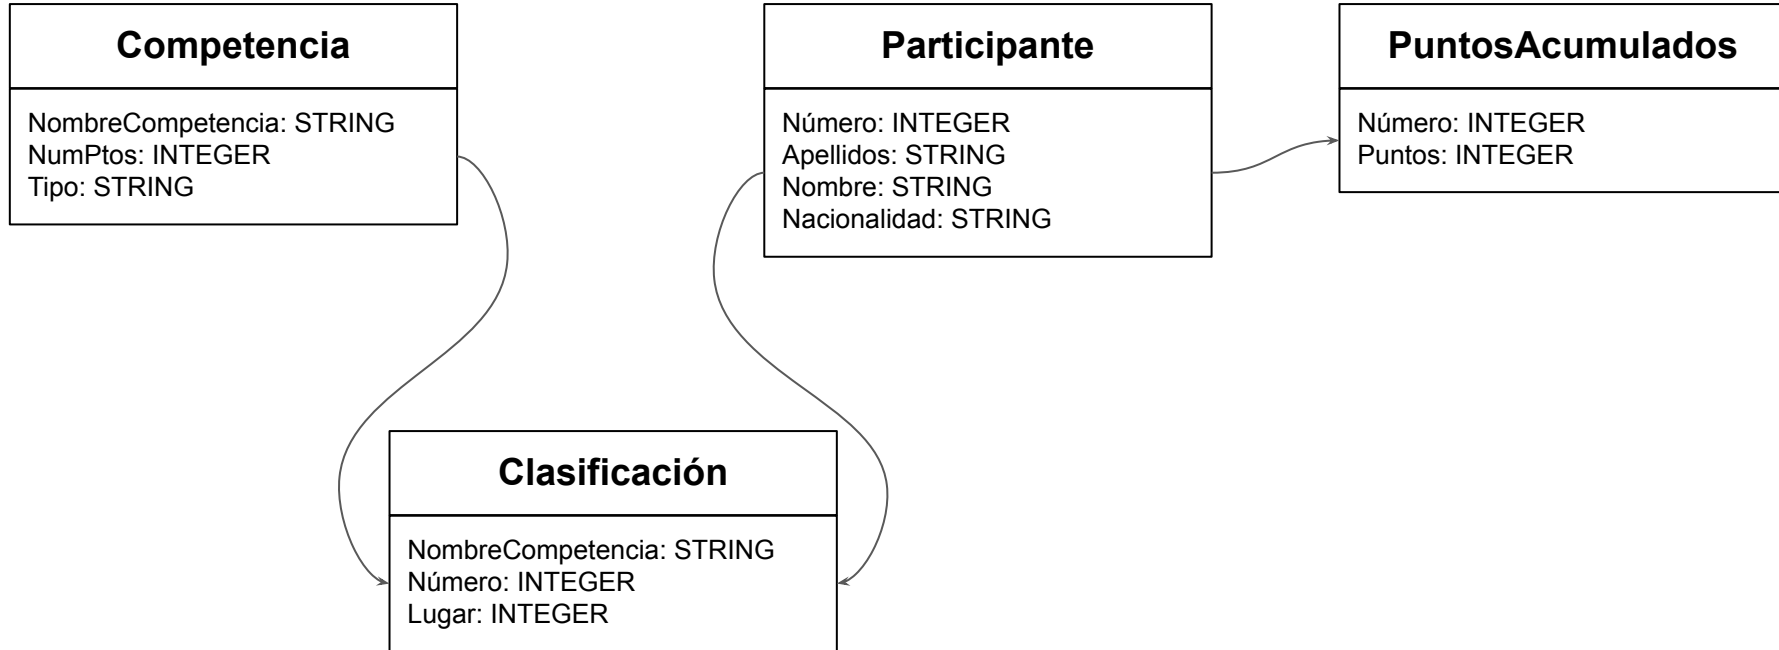 Competencia
NombreCompetencia: STRING
NumPtos: INTEGER
Tipo: STRING
Participante
Número: INTEGER
Apellidos: STRING
Nombre: STRING
Nacionalidad: STRING
PuntosAcumulados
Número: INTEGER
Puntos: INTEGER
Clasificación
NombreCompetencia: STRING
Número: INTEGER
Lugar: INTEGER